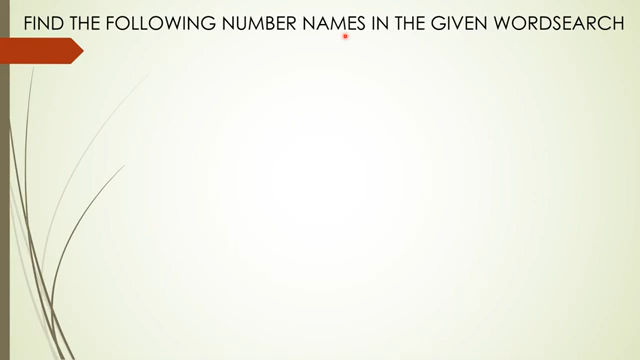 FIND THE FOLLOWING NUMBER NAMES IN THE GIVEN WORDSEARCH